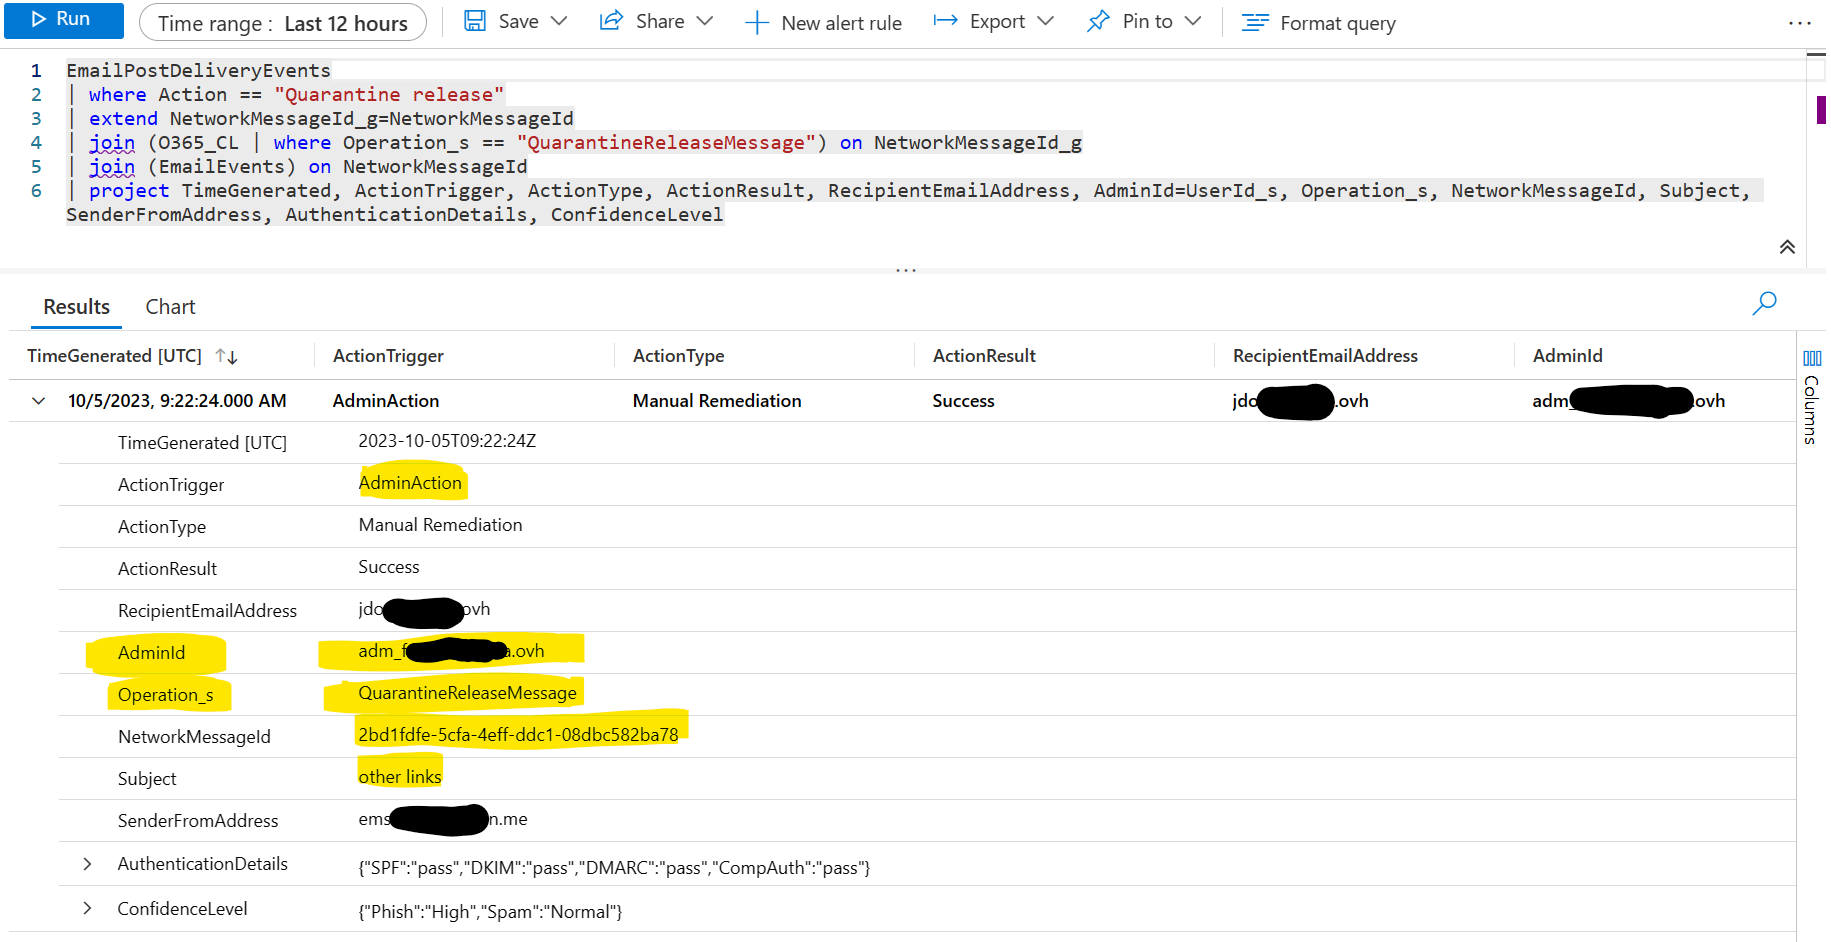 Run Time range : Last 12 hours Save Share New alert rule Export Pin to Format query ...
1 EmailPostDeliveryEvents
2 | where Action == "Quarantine release"
3 | extend NetworkMessageId_g=NetworkMessageId
4 | join (O365_CL | where Operation_s == "QuarantineReleaseMessage") on NetworkMessageId_g
5 | join (EmailEvents) on NetworkMessageId
6 | project TimeGenerated, ActionTrigger, ActionType, ActionResult, RecipientEmailAddress, AdminId=UserId_s, Operation_s, NetworkMessageId, Subject,
SenderFromAddress, AuthenticationDetails, ConfidenceLevel
...
Results Chart
TimeGenerated [UTC] ↑↓ ActionTrigger ActionType ActionResult RecipientEmailAddress AdminId
Columns
10/5/2023, 9:22:24.000 AM AdminAction Manual Remediation Success jdo .ovh adm_ .ovh
TimeGenerated [UTC] 2023-10-05T09:22:24Z
ActionTrigger AdminAction
ActionType Manual Remediation
ActionResult Success
RecipientEmailAddress jdo ovh
AdminId adm_f a.ovh
Operation_s QuarantineReleaseMessage
NetworkMessageId 2bd1fdfe-5cfa-4eff-ddc1-08dbc582ba78
Subject other links
SenderFromAddress ems n.me
AuthenticationDetails {"SPF":"pass","DKIM":"pass","DMARC":"pass","CompAuth":"pass"}
ConfidenceLevel {"Phish":"High","Spam":"Normal"}